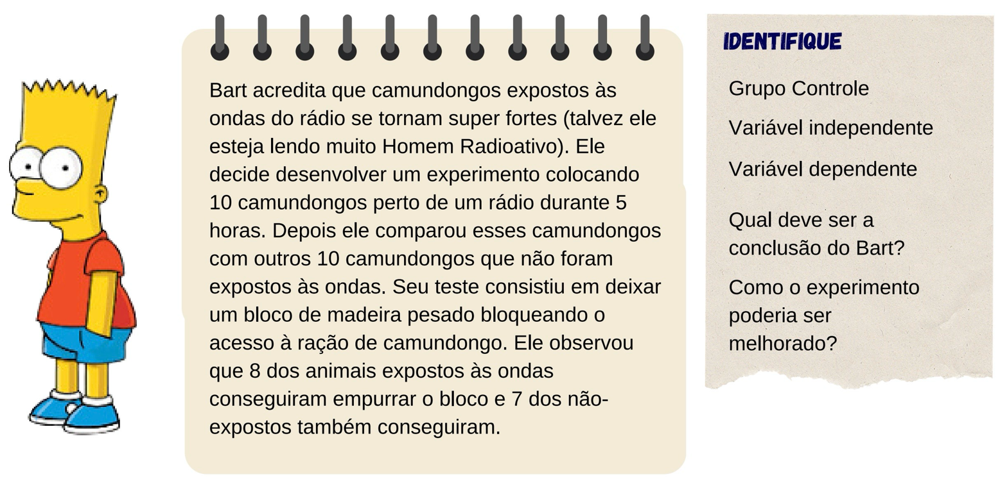 Bart acredita que camundongos expostos às
ondas do rádio se tornam super fortes (talvez ele
esteja lendo muito Homem Radioativo). Ele
decide desenvolver um experimento colocando
10 camundongos perto de um rádio durante 5
horas. Depois ele comparou esses camundongos
com outros 10 camundongos que não foram
expostos às ondas. Seu teste consistiu em deixar
um bloco de madeira pesado bloqueando o
acesso à ração de camundongo. Ele observou
que 8 dos animais expostos às ondas
conseguiram empurrar o bloco e 7 dos não-
expostos também conseguiram.
IDENTIFIQUE
Grupo Controle
Variável independente
Variável dependente
Qual deve ser a
conclusão do Bart?
Como o experimento
poderia ser
melhorado?